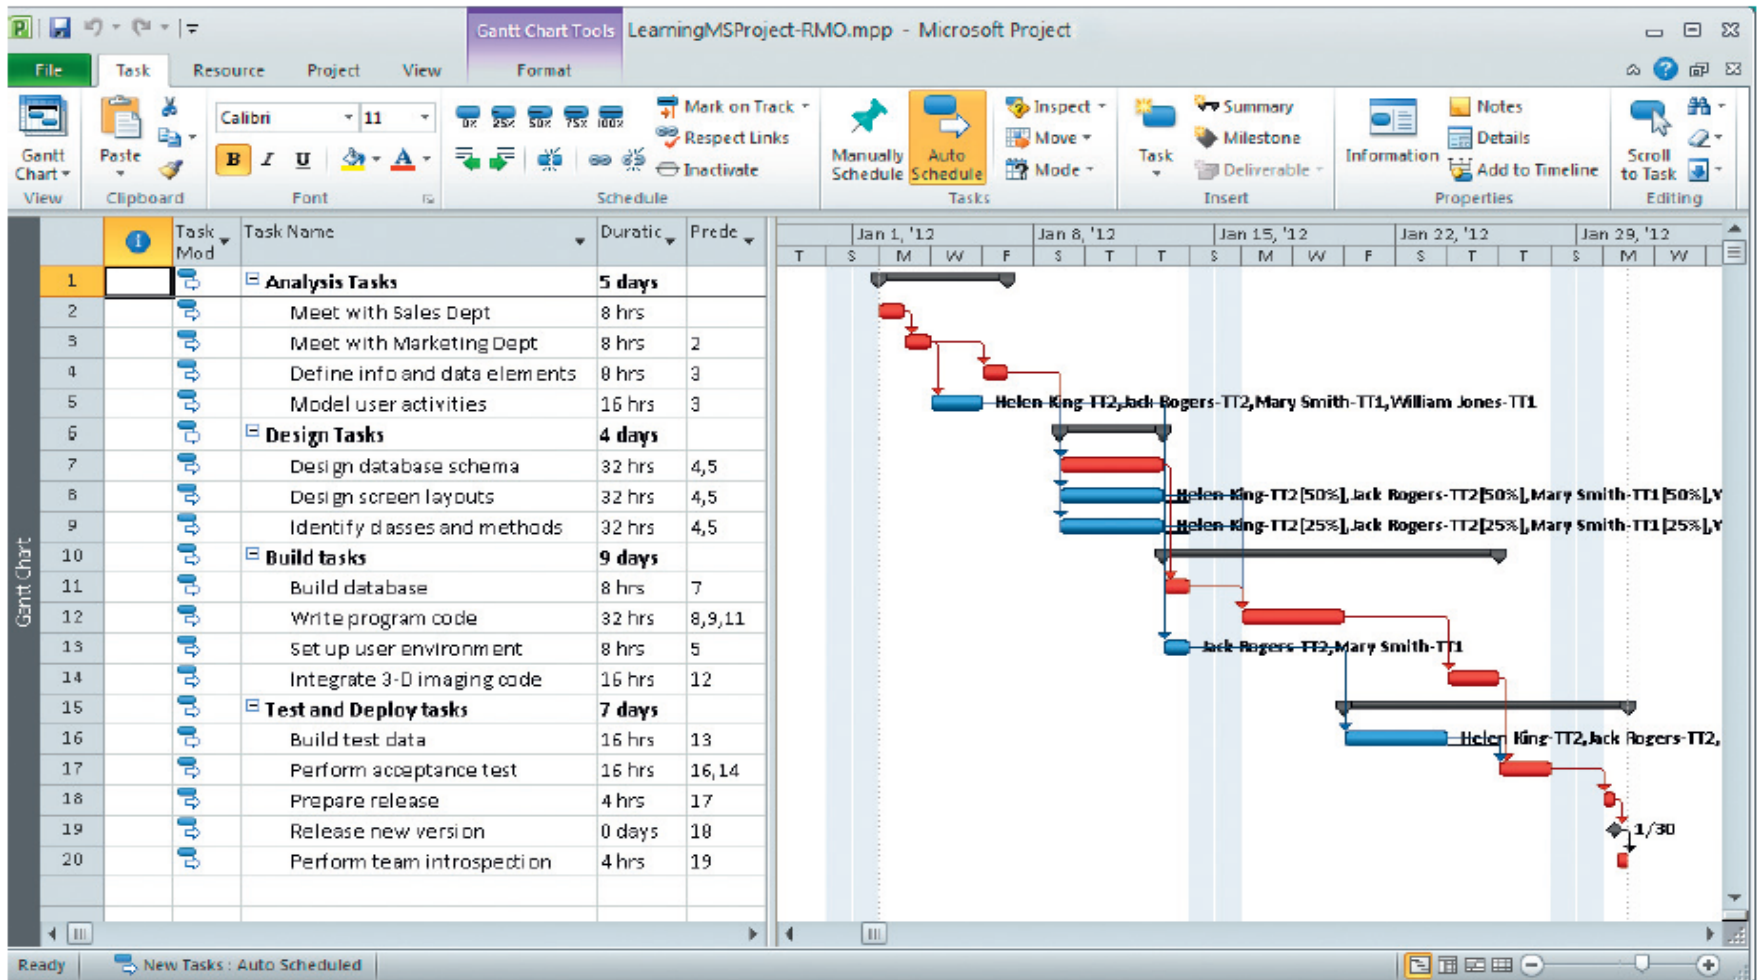 Gantt Chart Tools LearningMSProject-RMO.mpp - Microsoft Project
File Task Resource Project View Format
Calibri 11
0% 25% 50% 75% 100%
Mark on Track
Respect Links
Inactivate
Inspect
Move
Mode
Summary
Milestone
Deliverable
Notes
Details
Add to Timeline
Gantt Chart
Paste
B I U A
Manually Schedule
Auto Schedule
Task
Information
Scroll to Task
View Clipboard Font Schedule Tasks Insert Properties Editing
Task Mod Task Name Duratic Prede
Jan 1, '12 Jan 8, '12 Jan 15, '12 Jan 22, '12 Jan 29, '12
T S M W F S T T S M W F S T T S M W
1 Analysis Tasks 5 days
2 Meet with Sales Dept 8 hrs
3 Meet with Marketing Dept 8 hrs 2
4 Define info and data elements 8 hrs 3
5 Model user activities 16 hrs 3 Helen King-TT2,Jack Rogers-TT2,Mary Smith-TT1,William Jones-TT1
6 Design Tasks 4 days
7 Design database schema 32 hrs 4,5
8 Design screen layouts 32 hrs 4,5 Helen King-TT2[50%],Jack Rogers-TT2[50%],Mary Smith-TT1[50%],
9 Identify classes and methods 32 hrs 4,5 Helen King-TT2[25%],Jack Rogers-TT2[25%],Mary Smith-TT1[25%],
10 Build tasks 9 days
11 Build database 8 hrs 7
12 Write program code 32 hrs 8,9,11
13 Set up user environment 8 hrs 5 Jack Rogers-TT2,Mary Smith-TT1
14 Integrate 3-D imaging code 16 hrs 12
15 Test and Deploy tasks 7 days
16 Build test data 16 hrs 13 Helen King-TT2,Jack Rogers-TT2,
17 Perform acceptance test 16 hrs 16,14
18 Prepare release 4 hrs 17
19 Release new version 0 days 18 1/30
20 Perform team introspection 4 hrs 19
Gantt Chart
Ready New Tasks : Auto Scheduled